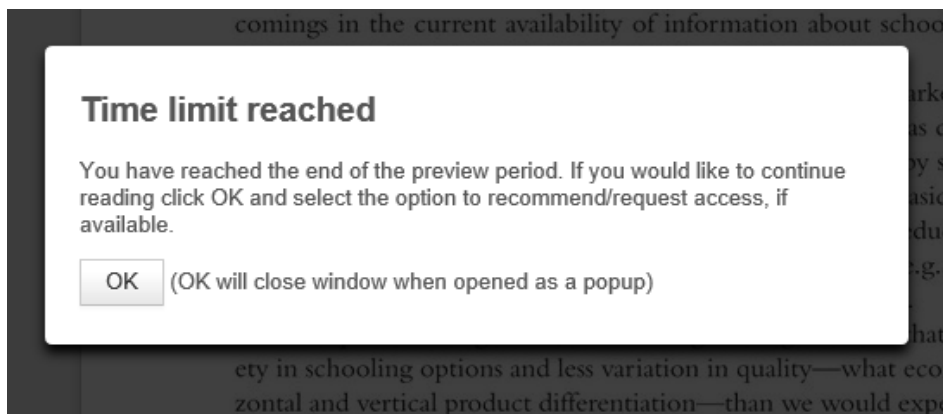 comings in the current availability of information about
Time limit reached
You have reached the end of the preview period. If you would like to continue
reading click OK and select the option to recommend/request access, if
available.
OK (OK will close window when opened as a popup)
ety in schooling options and less variation in quality—what
zontal and vertical product differentiation—than we would